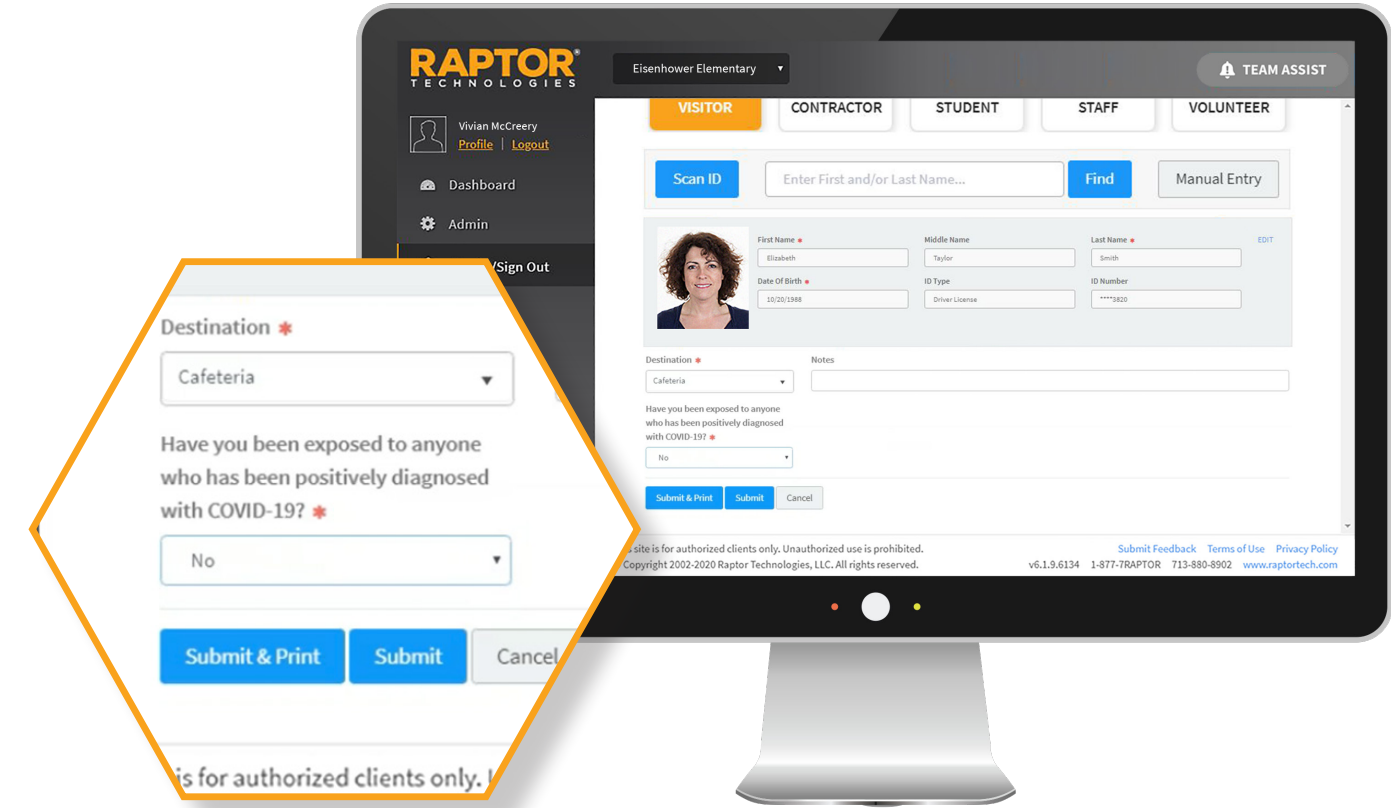 RAPTOR®
TECHNOLOGIES
Eisenhower Elementary
TEAM ASSIST
Vivian McCreery
Profile | Logout
Dashboard
Admin
/Sign Out
VISITOR
CONTRACTOR
STUDENT
STAFF
VOLUNTEER
Scan ID
Enter First and/or Last Name...
Find
Manual Entry
First Name *
Middle Name
Last Name *
EDIT
Elizabeth
Taylor
Smith
Date Of Birth *
ID Type
ID Number
10/20/1988
Driver License
****3820
Destination *
Notes
Cafeteria
Have you been exposed to anyone
who has been positively diagnosed
with COVID-19? *
No
Submit & Print
Submit
Cancel
site is for authorized clients only. Unauthorized use is prohibited.
Submit Feedback Terms of Use Privacy Policy
Copyright 2002-2020 Raptor Technologies, LLC. All rights reserved.
v6.1.9.6134 1-877-7RAPTOR 713-880-8902 www.raptortech.com
Destination *
Cafeteria
Have you been exposed to anyone
who has been positively diagnosed
with COVID-19? *
No
Submit & Print
Submit
Cancel
is for authorized clients only.